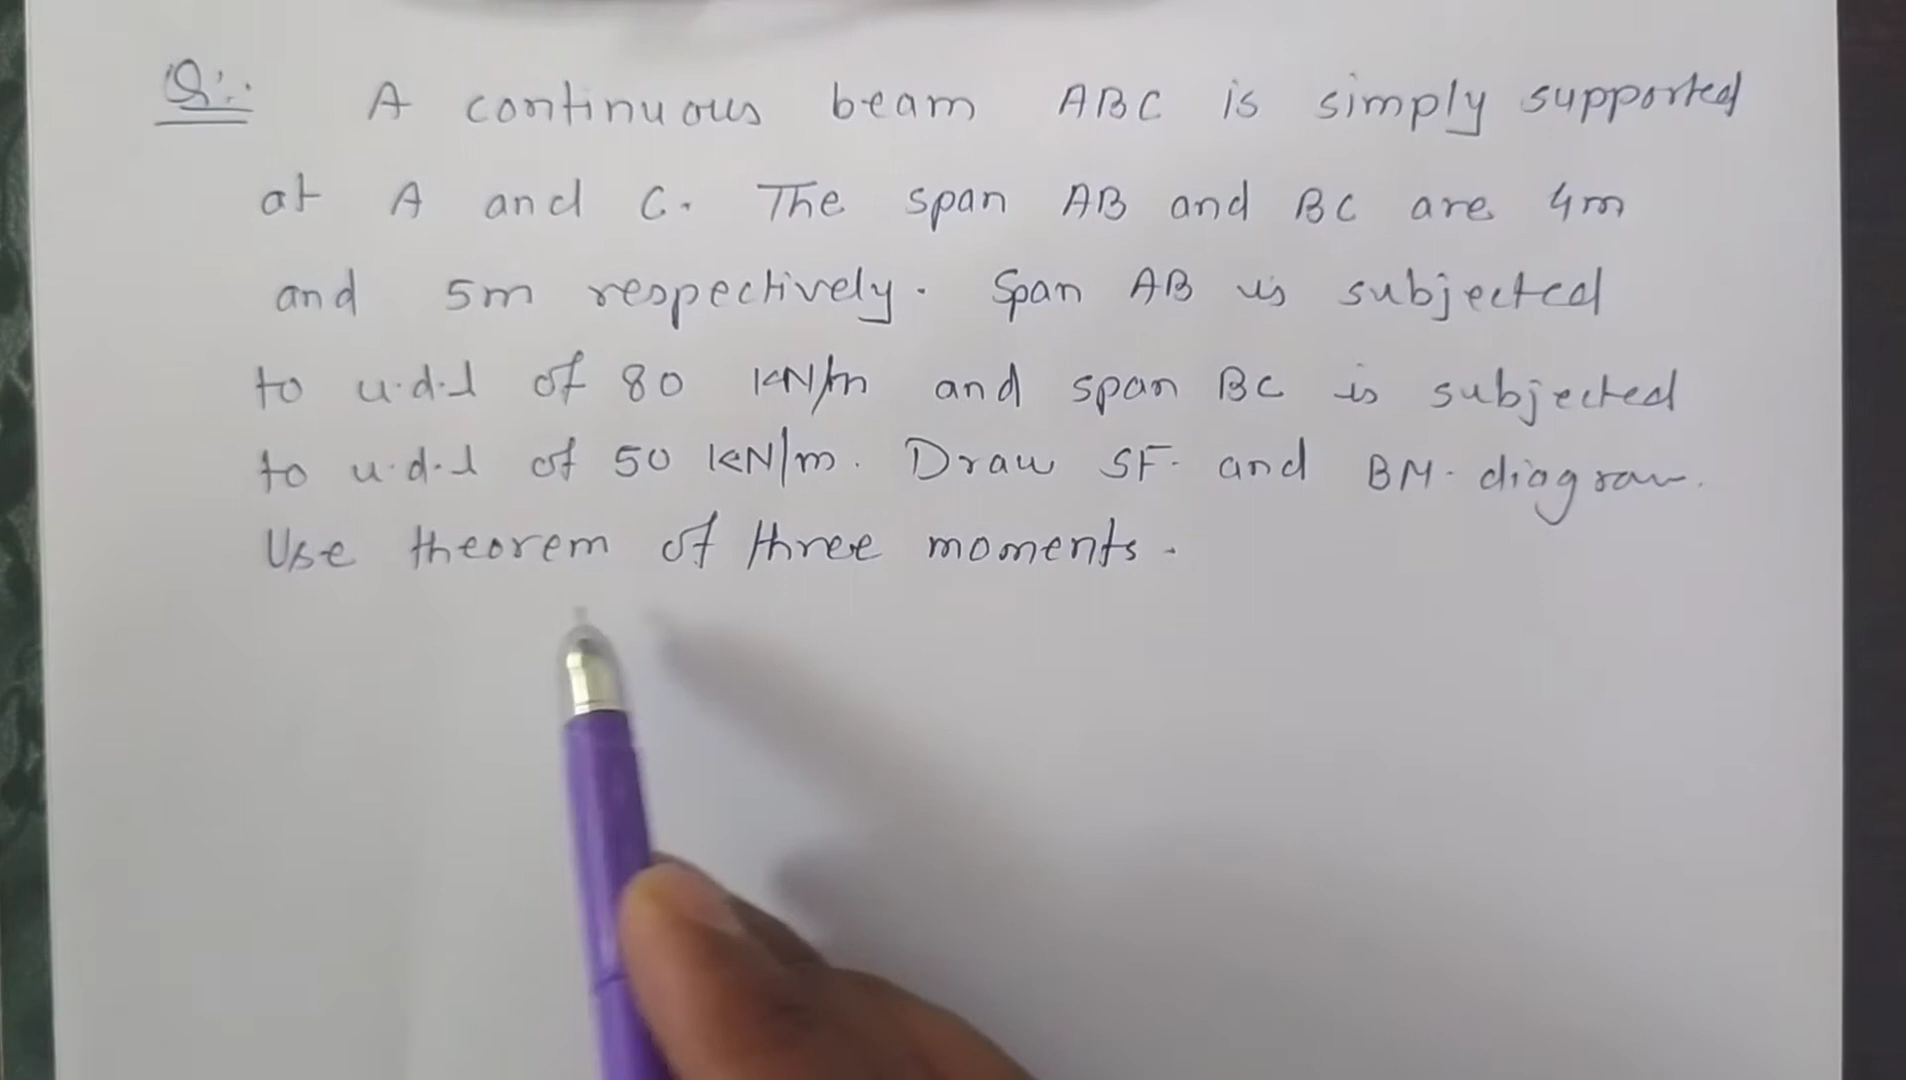 Q:-
A continuous beam ABC is simply supported
at A and C. The span AB and BC are 4m
and 5m respectively. Span AB is subjected
to u.d.l of 80 kN/m and span BC is subjected
to u.d.l of 50 kN/m. Draw SF. and BM. diagram.
Use theorem of three moments.